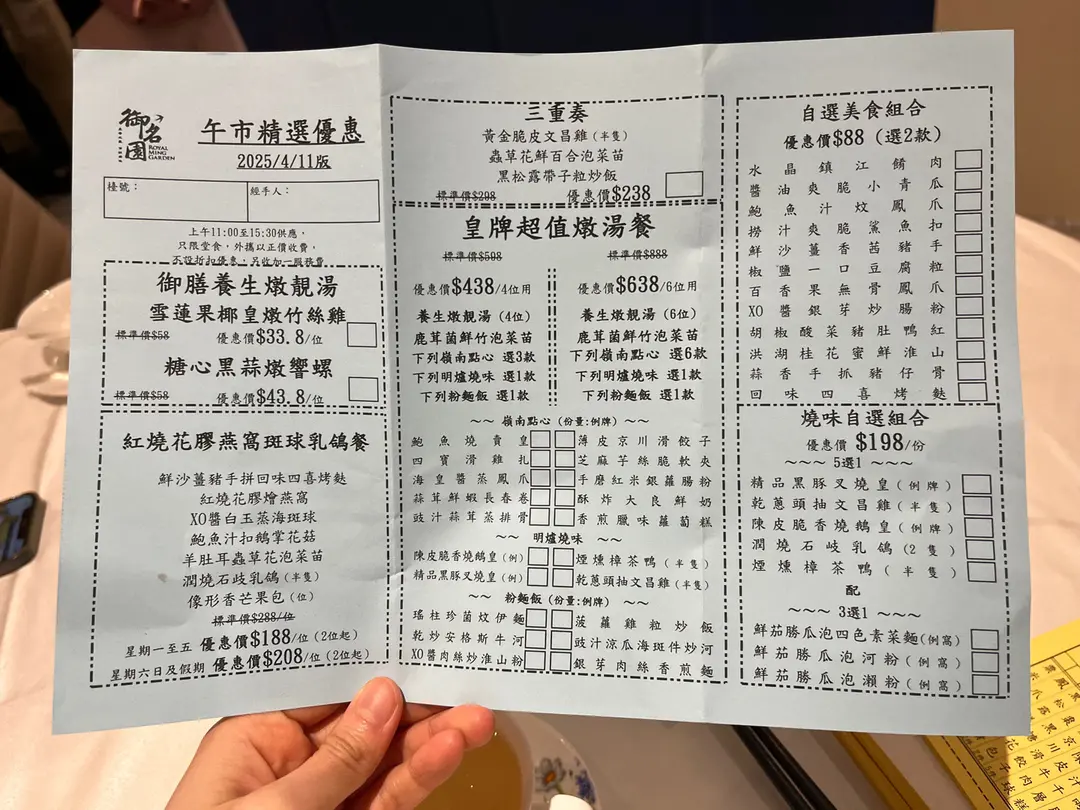 御名園
ROYAL MING GARDEN
午市精選優惠
2025/4/11版
檯號：
經手人：
上午11:00至15:30供應，
只限堂食，外攜以正價收費，
不設折扣優惠，另收加一服務費
御膳養生燉靚湯
雪蓮果椰皇燉竹絲雞
標準價$58 優惠價$33.8/位
糖心黑蒜燉響螺
標準價$58 優惠價$43.8/位
紅燒花膠燕窩斑球乳鴿餐
鮮沙薑豬手拼回味四喜烤麩
紅燒花膠燴燕窩
XO醬白玉蒸海斑球
鮑魚汁扣鵝掌花菇
羊肚耳蟲草花泡菜苗
潤燒石岐乳鴿(半隻)
像形香芒果包(位)
標準價$288/位
星期一至五 優惠價$188/位(2位起)
星期六日及假期 優惠價$208/位(2位起)
三重奏
黃金脆皮文昌雞(半隻)
蟲草花鮮百合泡菜苗
黑松露帶子粒炒飯
標準價$298 優惠價$238
皇牌超值燉湯餐
標準價$598
優惠價$438/4位用
養生燉靚湯(4位)
鹿茸菌鮮竹泡菜苗
下列嶺南點心 選3款
下列明爐燒味 選1款
下列粉麵飯 選1款
標準價$888
優惠價$638/6位用
養生燉靚湯(6位)
鹿茸菌鮮竹泡菜苗
下列嶺南點心 選6款
下列明爐燒味 選1款
下列粉麵飯 選1款
~~ 嶺南點心(份量:例牌) ~~
鮑魚燒賣皇 薄皮京川滑餃子
四寶滑雞扎 芝麻芋絲脆軟夾
海皇醬蒸鳳爪 手磨紅米銀蘿腸粉
蒜茸鮮蝦長春卷 酥炸大良鮮奶
豉汁蒜茸蒸排骨 香煎臘味蘿蔔糕
~~ 明爐燒味 ~~
陳皮脆香燒鵝皇(例) 煙燻樟茶鴨(半隻)
精品黑豚叉燒皇(例) 乾蔥頭抽文昌雞(半隻)
~~ 粉麵飯(份量:例牌) ~~
瑤柱珍菌炆伊麵 菠蘿雞粒炒飯
乾炒安格斯牛河 豉汁涼瓜海斑件炒河
XO醬肉絲炒淮山粉 銀芽肉絲香煎麵
自選美食組合
優惠價$88 (選2款)
水晶鎮江餚肉
醬油爽脆小青瓜
鮑魚汁炆鳳爪
撈汁爽脆鯊魚扣
鮮沙薑香茜豬手
椒鹽一口豆腐粒
百香果無骨鳳爪
XO醬銀芽炒腸粉
胡椒酸菜豬肚鴨紅
洪湖桂花蜜鮮淮山
蒜香手抓豬仔骨
回味四喜烤麩
燒味自選組合
優惠價 $198/份
~~~ 5選1 ~~~
精品黑豚叉燒皇(例牌)
乾蔥頭抽文昌雞(半隻)
陳皮脆香燒鵝皇(例牌)
潤燒石岐乳鴿(2隻)
煙燻樟茶鴨(半隻)
配
~~~ 3選1 ~~~
鮮茄勝瓜泡四色素菜麵(例窩)
鮮茄勝瓜泡河粉(例窩)
鮮茄勝瓜泡瀨粉(例窩)